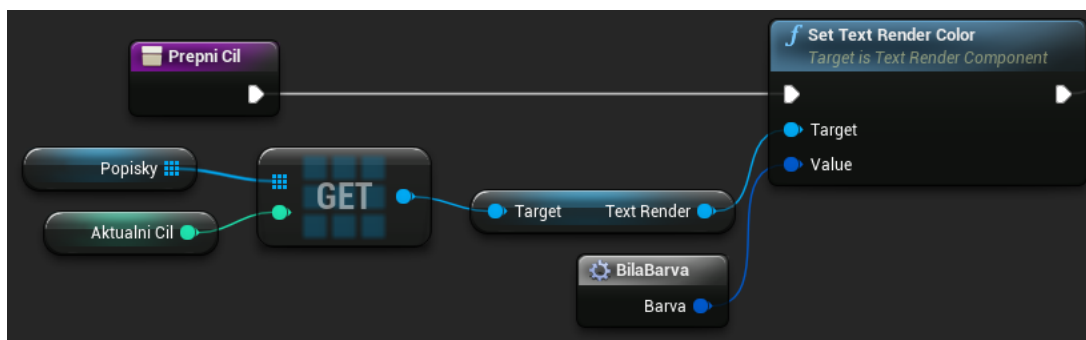 Prepni Cil
Set Text Render Color
Target is Text Render Component
Target
Value
Popisky
GET
Aktualni Cil
Target Text Render
BilaBarva
Barva